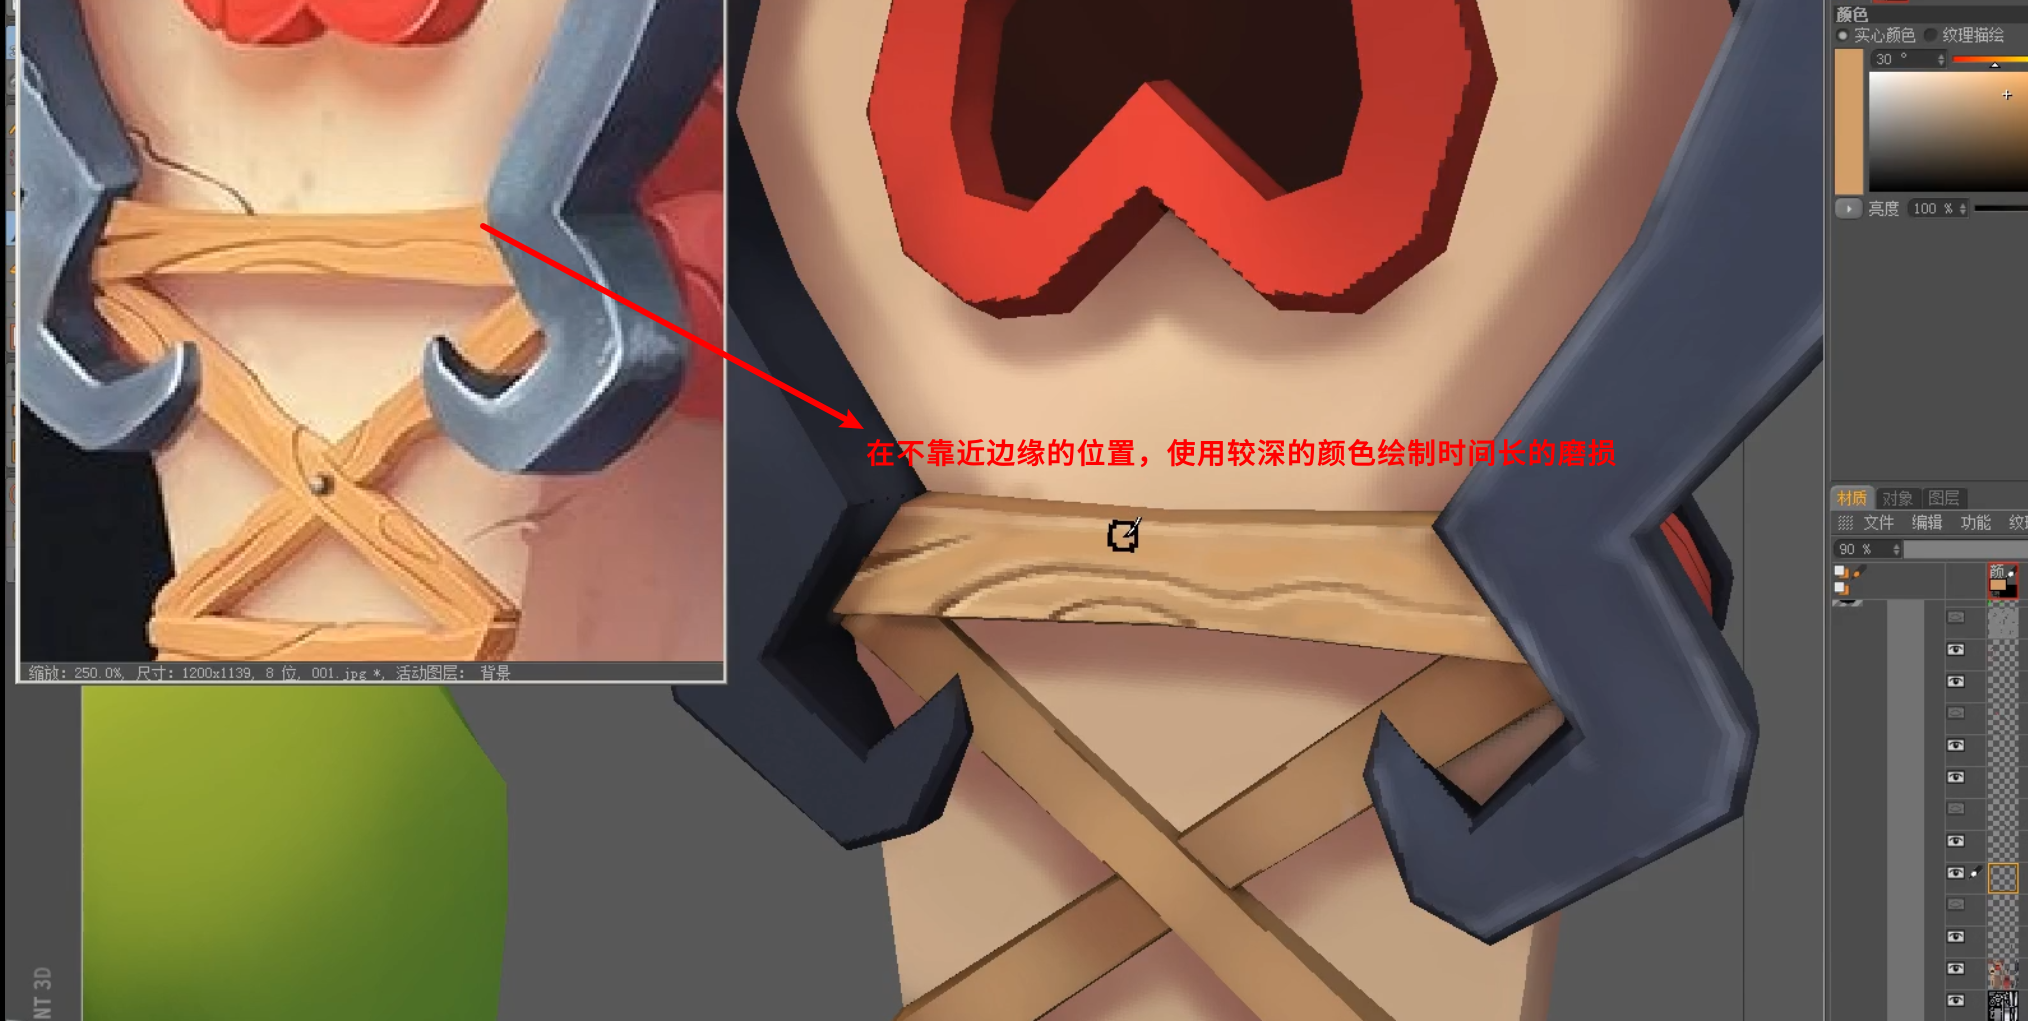 颜色
实心颜色 纹理描绘
30 °
亮度 100 %
在不靠近边缘的位置，使用较深的颜色绘制时间长的磨损
材质 对象 图层
文件 编辑 功能 纹理
90 %
颜
缩放: 250.0%, 尺寸: 1200x1139, 8 位, 001.jpg *, 活动图层: 背景
NT 3D